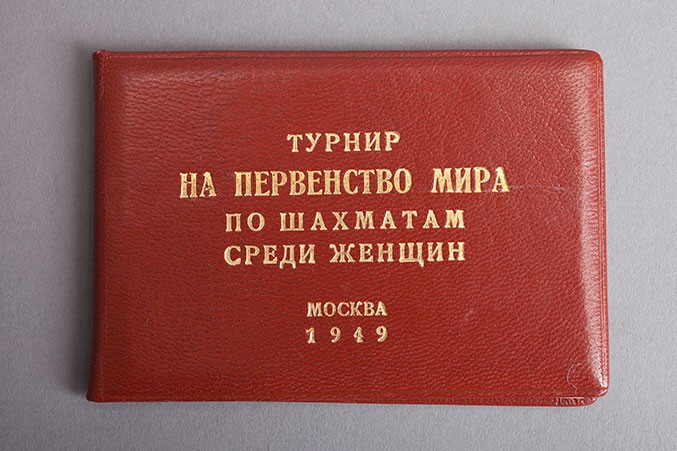 ТУРНИР
НА ПЕРВЕНСТВО МИРА
ПО ШАХМАТАМ
СРЕДИ ЖЕНЩИН
МОСКВА
1949